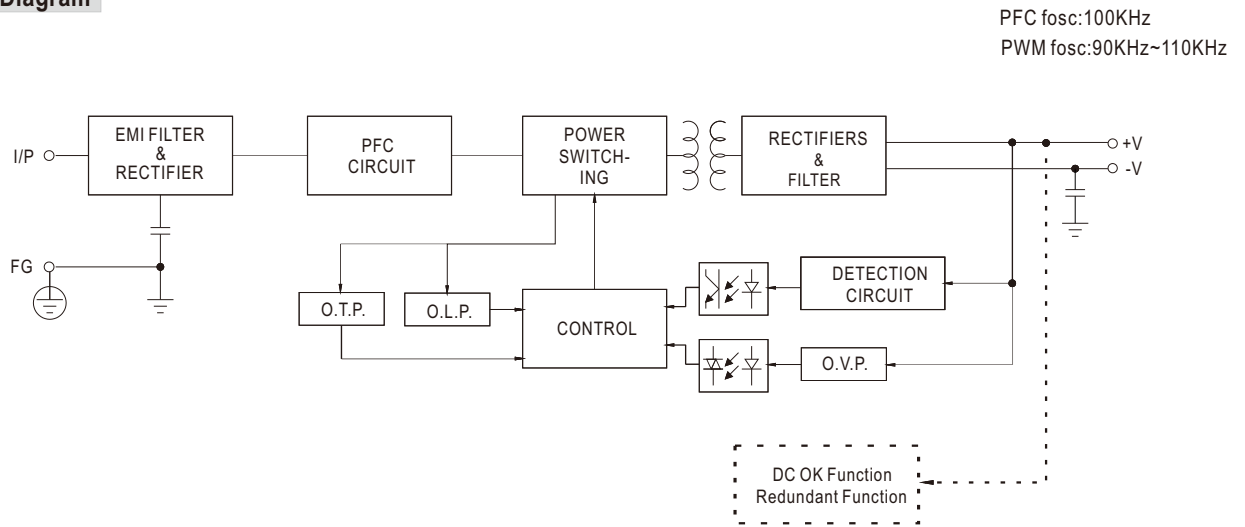 Diagram
PFC fosc:100KHz
PWM fosc:90KHz~110KHz
I/P
EMI FILTER
&
RECTIFIER
PFC
CIRCUIT
POWER
SWITCH-
ING
RECTIFIERS
&
FILTER
+V
-V
FG
O.T.P.
O.L.P.
CONTROL
DETECTION
CIRCUIT
O.V.P.
DC OK Function
Redundant Function